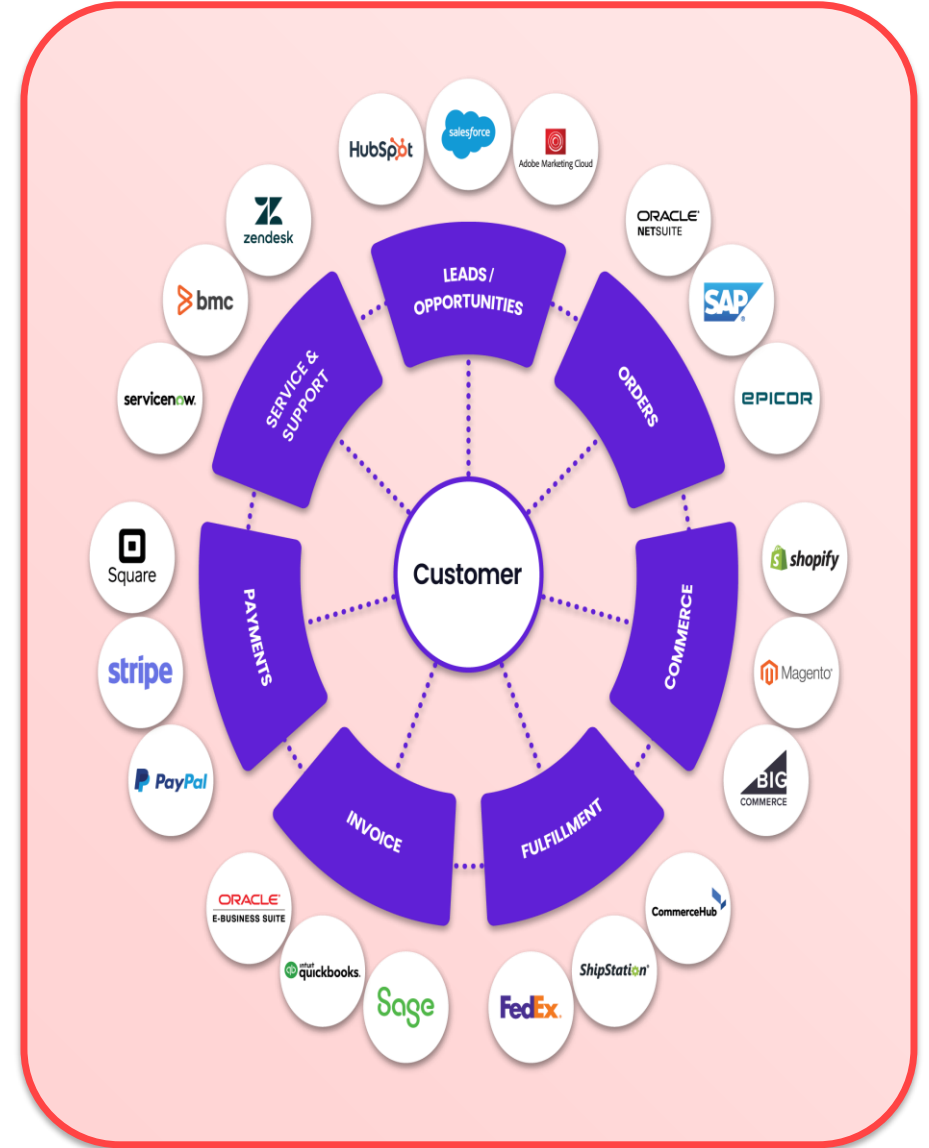 HubSpot
salesforce
Adobe Marketing Cloud
ORACLE
NETSUITE
zendesk
LEADS /
OPPORTUNITIES
bmc
SAP
®
servicenow.
SERVICE &
SUPPORT
ORDERS
EPICOR
Square
Customer
shopify
PAYMENTS
COMMERCE
stripe
Magento
PayPal
BIG
COMMERCE
INVOICE
FULFILLMENT
ORACLE
E-BUSINESS SUITE
CommerceHub
intuit
qb quickbooks.
ShipStation
Sage
FedEx.